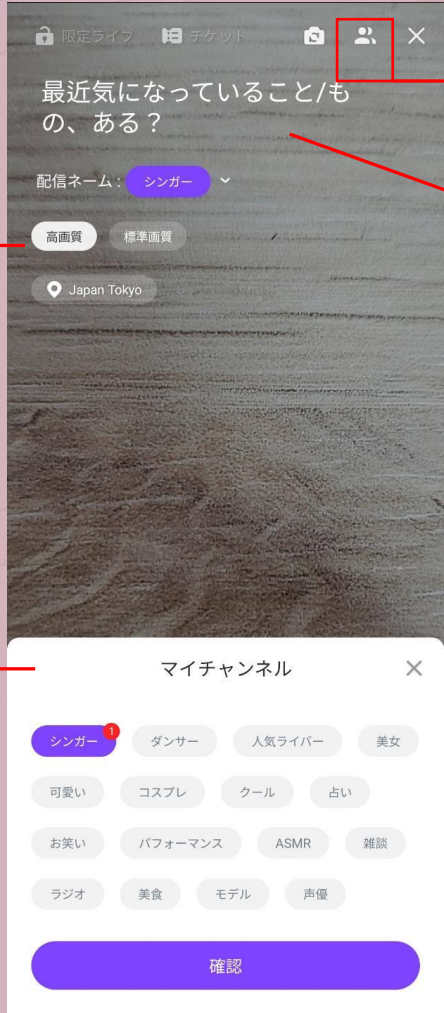 限定ライブ チケット
最近気になっていること/も
の、ある？
配信ネーム : シンガー
高画質 標準画質
Japan Tokyo
マイチャンネル
シンガー 1 ダンサー 人気ライバー 美女
可愛い コスプレ クール 占い
お笑い パフォーマンス ASMR 雑談
ラジオ 美食 モデル 声優
確認